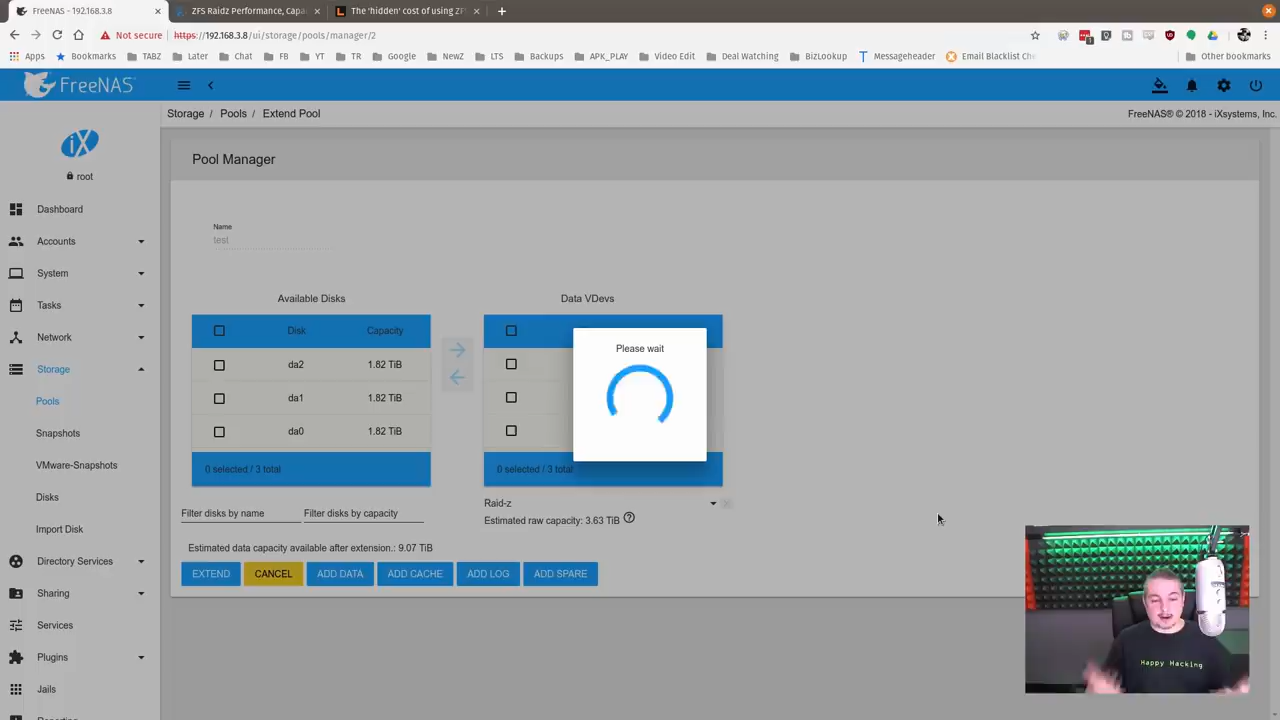 FreeNAS - 192.168.3.8
ZFS Raidz Performance, Capa
The 'hidden' cost of using ZF
Not secure
https://192.168.3.8/ui/storage/pools/manager/2
Apps
Bookmarks
TABZ
Later
Chat
FB
YT
TR
Google
NewZ
LTS
Backups
APK_PLAY
Video Edit
Deal Watching
BizLookup
Messageheader
Email Blacklist Che
Other bookmarks
FreeNAS
Storage / Pools / Extend Pool
FreeNAS® © 2018 - iXsystems, Inc.
iX
root
Dashboard
Accounts
System
Tasks
Network
Storage
Pools
Snapshots
VMware-Snapshots
Disks
Import Disk
Directory Services
Sharing
Services
Plugins
Jails
Pool Manager
Name
test
Available Disks
Disk Capacity
da2 1.82 TiB
da1 1.82 TiB
da0 1.82 TiB
0 selected / 3 total
Filter disks by name
Filter disks by capacity
Data VDevs
0 selected / 3 total
Raid-z
Estimated raw capacity: 3.63 TiB
Please wait
Estimated data capacity available after extension.: 9.07 TiB
EXTEND
CANCEL
ADD DATA
ADD CACHE
ADD LOG
ADD SPARE
Happy Hacking